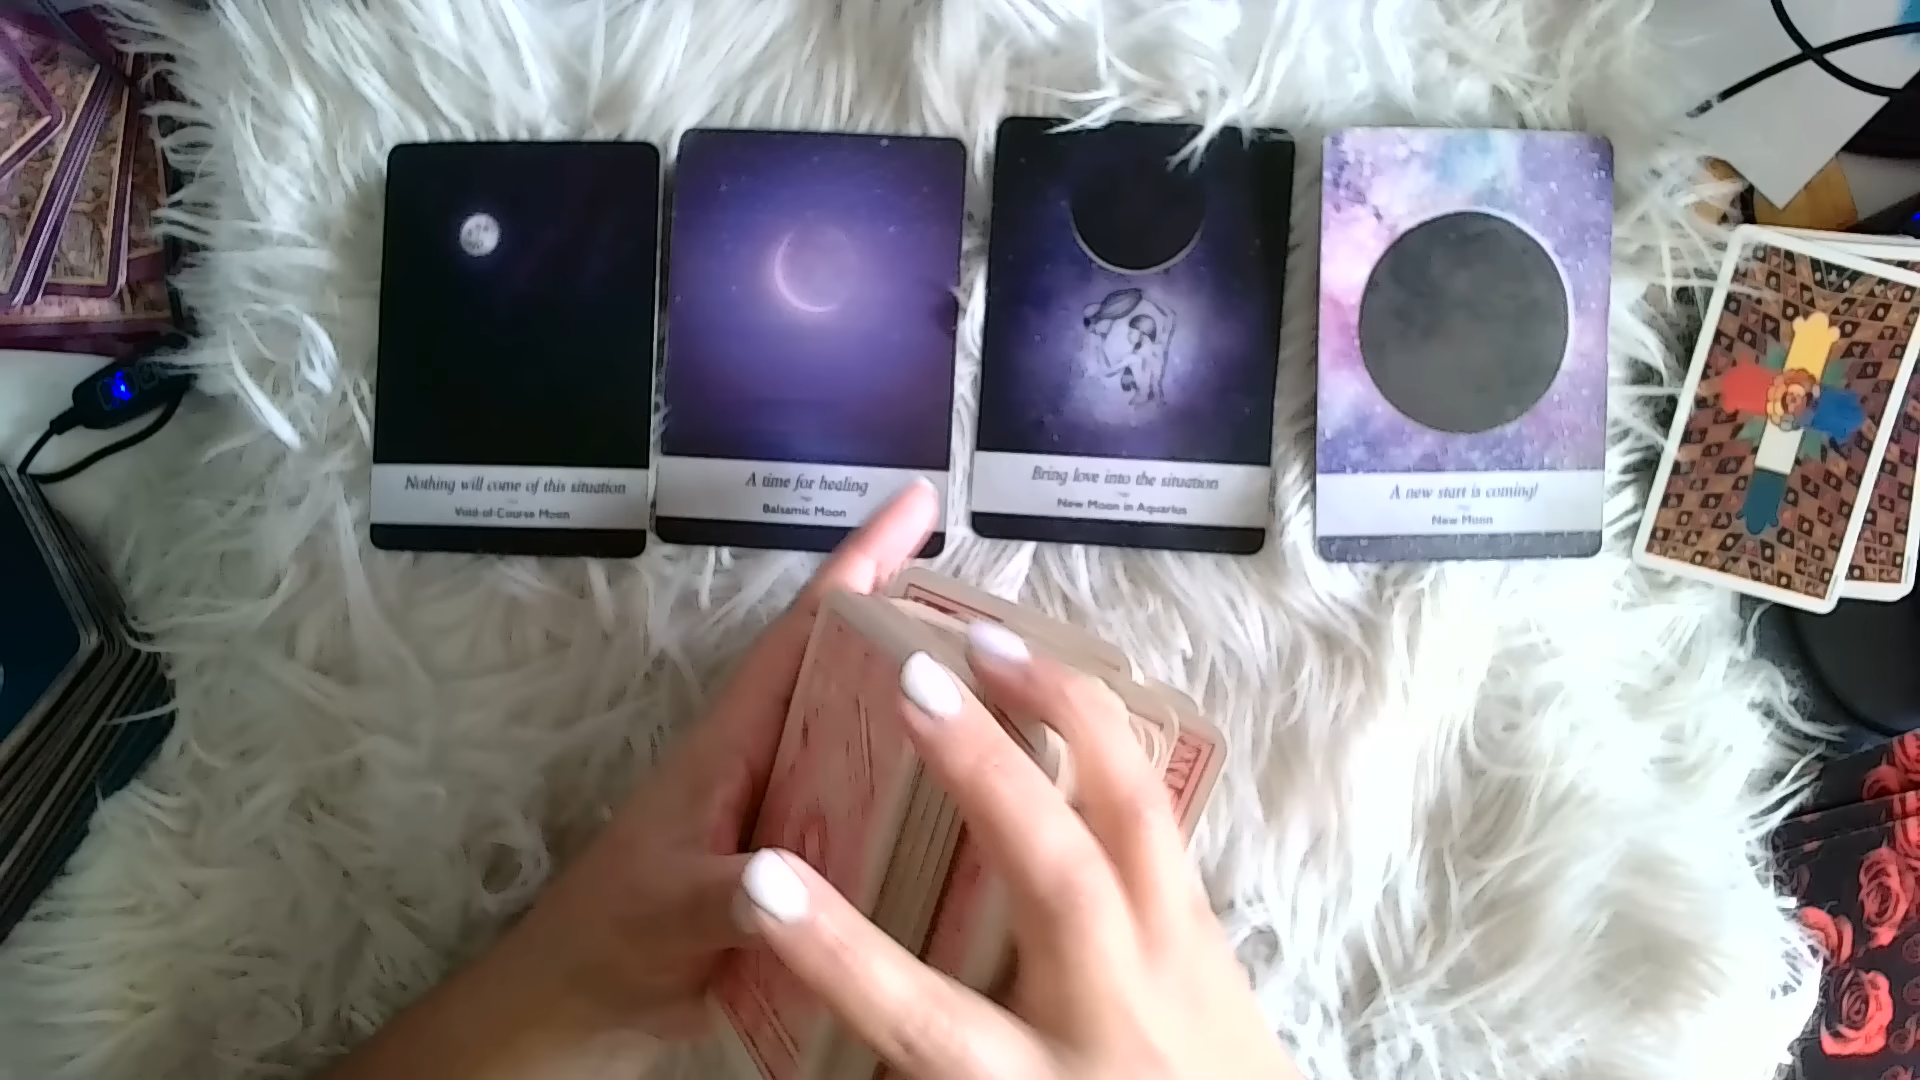 Nothing will come of this situation
Void-of-Course Moon
A time for healing
Balsamic Moon
Bring love into the situation
New Moon in Aquarius
A new start is coming!
New Moon